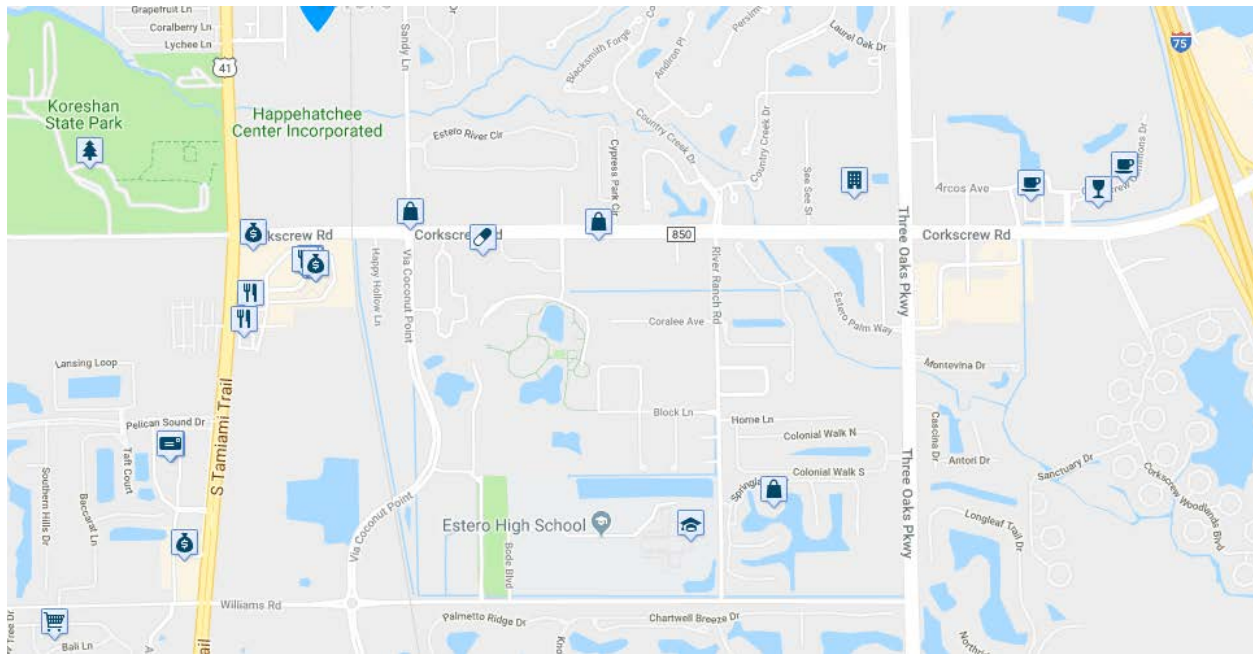 Grapefruit Ln
Coralberry Ln
Lychee Ln
41
Koreshan
State Park
Happehatchee
Center Incorporated
Sandy Ln
Dr
Blacksmith Forge
Andiron Pl
Laurel Oak Dr
75
Estero River Cir
Cypress Park Cir
Country Creek Dr
Country Creek Dr
See See St
Arcos Ave
Three Oaks Pkwy
kscrew Rd
Corkscrew Rd
850
Corkscrew Rd
Happy Hollow Ln
Via Coconut Point
River Ranch Rd
Estero Palm Way
Coralee Ave
Lansing Loop
Montevina Dr
S Tamiami Trail
Pelican Sound Dr
Taft Court
Baccarat Ln
Southern Hills Dr
Block Ln
Home Ln
Colonial Walk N
Colonial Walk S
Cascina Dr
Antori Dr
Three Oaks Pkwy
Sanctuary Dr
Corkscrew Woodlands Blvd
Via Coconut Point
Estero High School
Bode Blvd
Longleaf Trail Dr
Williams Rd
Palmetto Ridge Dr
Chartwell Breeze Dr
Tree Dr
Bali Ln